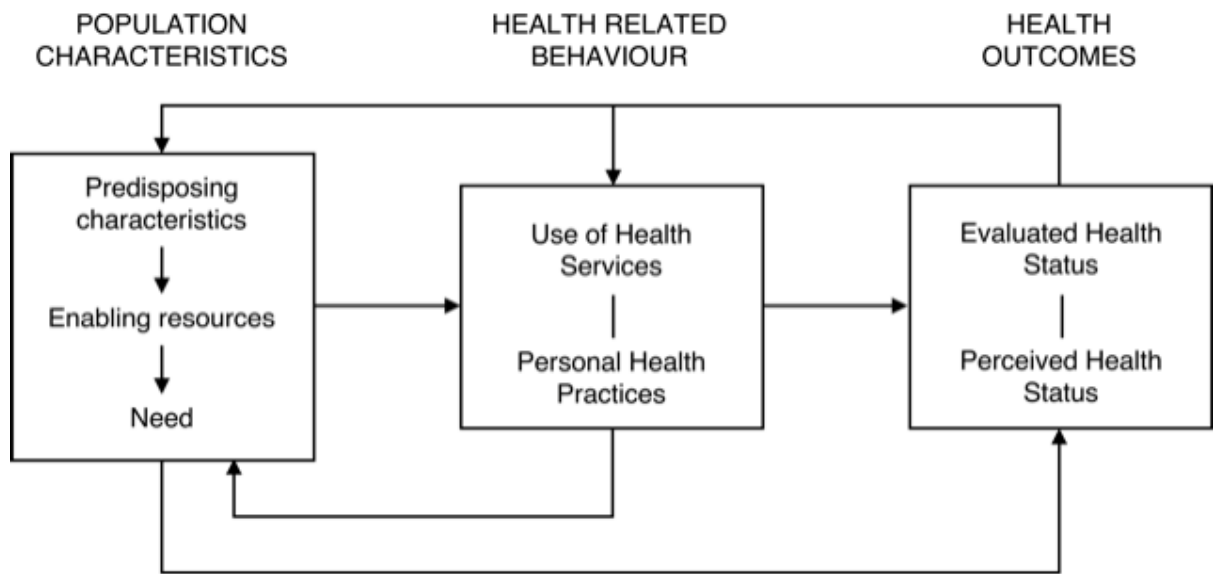 POPULATION
CHARACTERISTICS
HEALTH RELATED
BEHAVIOUR
HEALTH
OUTCOMES
Predisposing
characteristics
Enabling resources
Need
Use of Health
Services
Personal Health
Practices
Evaluated Health
Status
Perceived Health
Status